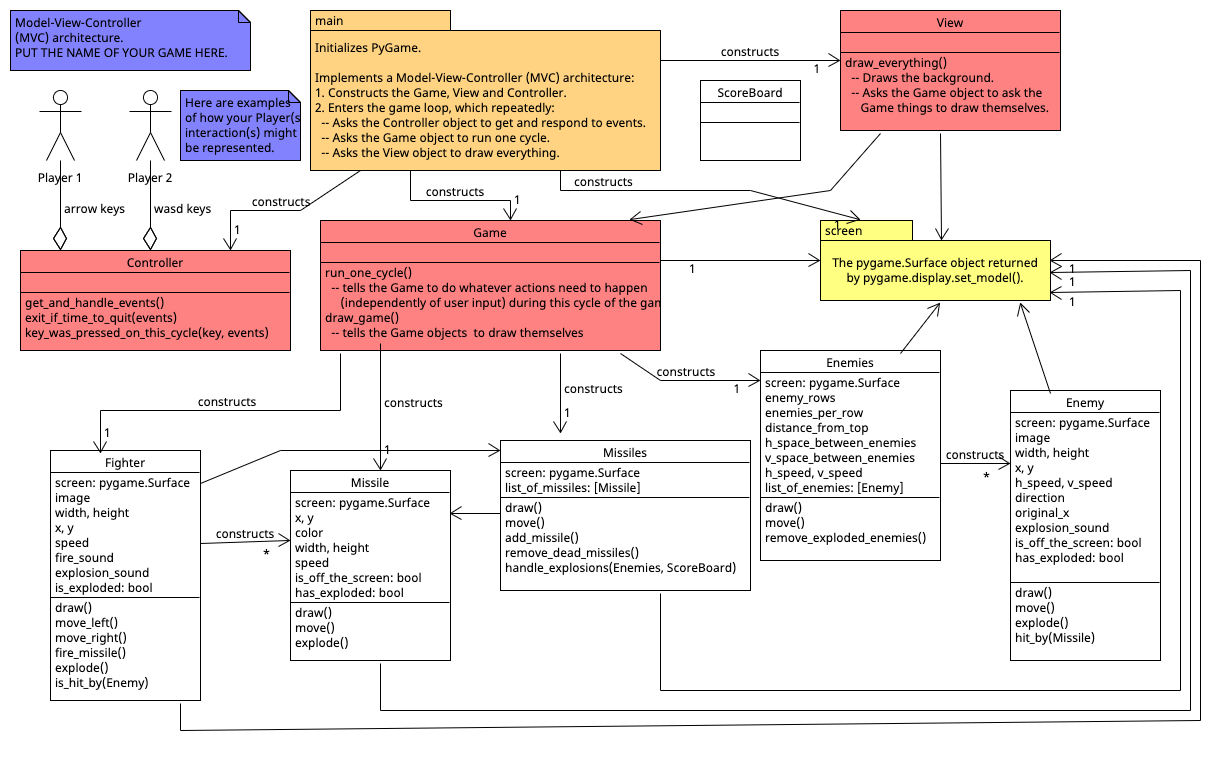 Model-View-Controller
(MVC) architecture.
PUT THE NAME OF YOUR GAME HERE.
Player 1
Player 2
arrow keys
wasd keys
Here are examples
of how your Player(s
interaction(s) might
be represented.
main
Initializes PyGame.
Implements a Model-View-Controller (MVC) architecture:
1. Constructs the Game, View and Controller.
2. Enters the game loop, which repeatedly:
-- Asks the Controller object to get and respond to events.
-- Asks the Game object to run one cycle.
-- Asks the View object to draw everything.
constructs
1
ScoreBoard
View
draw_everything()
-- Draws the background.
-- Asks the Game object to ask the
Game things to draw themselves.
constructs
1
constructs
1
constructs
1
Controller
get_and_handle_events()
exit_if_time_to_quit(events)
key_was_pressed_on_this_cycle(key, events)
Game
run_one_cycle()
-- tells the Game to do whatever actions need to happen
(independently of user input) during this cycle of the gam
draw_game()
-- tells the Game objects  to draw themselves
1
screen
The pygame.Surface object returned
by pygame.display.set_model().
1
1
1
constructs
1
constructs
1
constructs
1
constructs
1
Fighter
screen: pygame.Surface
image
width, height
x, y
speed
fire_sound
explosion_sound
is_exploded: bool
draw()
move_left()
move_right()
fire_missile()
explode()
is_hit_by(Enemy)
constructs
*
Missile
screen: pygame.Surface
x, y
color
width, height
speed
is_off_the_screen: bool
has_exploded: bool
draw()
move()
explode()
Missiles
screen: pygame.Surface
list_of_missiles: [Missile]
draw()
move()
add_missile()
remove_dead_missiles()
handle_explosions(Enemies, ScoreBoard)
Enemies
screen: pygame.Surface
enemy_rows
enemies_per_row
distance_from_top
h_space_between_enemies
v_space_between_enemies
h_speed, v_speed
list_of_enemies: [Enemy]
draw()
move()
remove_exploded_enemies()
constructs
*
Enemy
screen: pygame.Surface
image
width, height
x, y
h_speed, v_speed
direction
original_x
explosion_sound
is_off_the_screen: bool
has_exploded: bool
draw()
move()
explode()
hit_by(Missile)